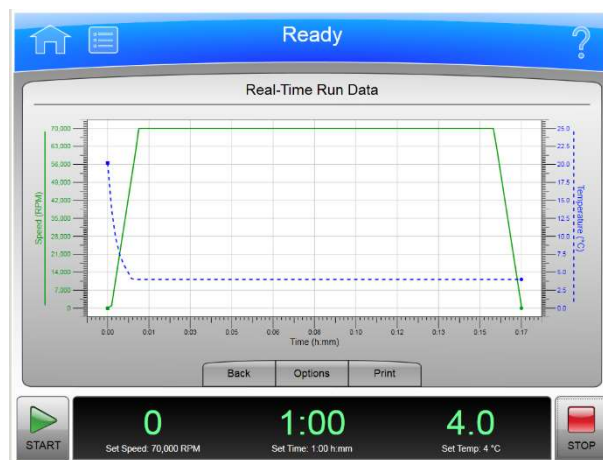 Ready
?
Real-Time Run Data
Speed (RPM)
70,000
63,000
56,000
49,000
42,000
35,000
28,000
21,000
14,000
7,000
0
25.0
22.5
20.0
17.5
15.0
12.5
10.0
7.5
5.0
2.5
0.0
Temperature (°C)
0:00 0:01 0:03 0:05 0:06 0:08 0:10 0:12 0:13 0:15 0:17
Time (h:mm)
Back Options Print
START
0 1:00 4.0
Set Speed: 70,000 RPM Set Time: 1:00 h:mm Set Temp: 4 °C
STOP